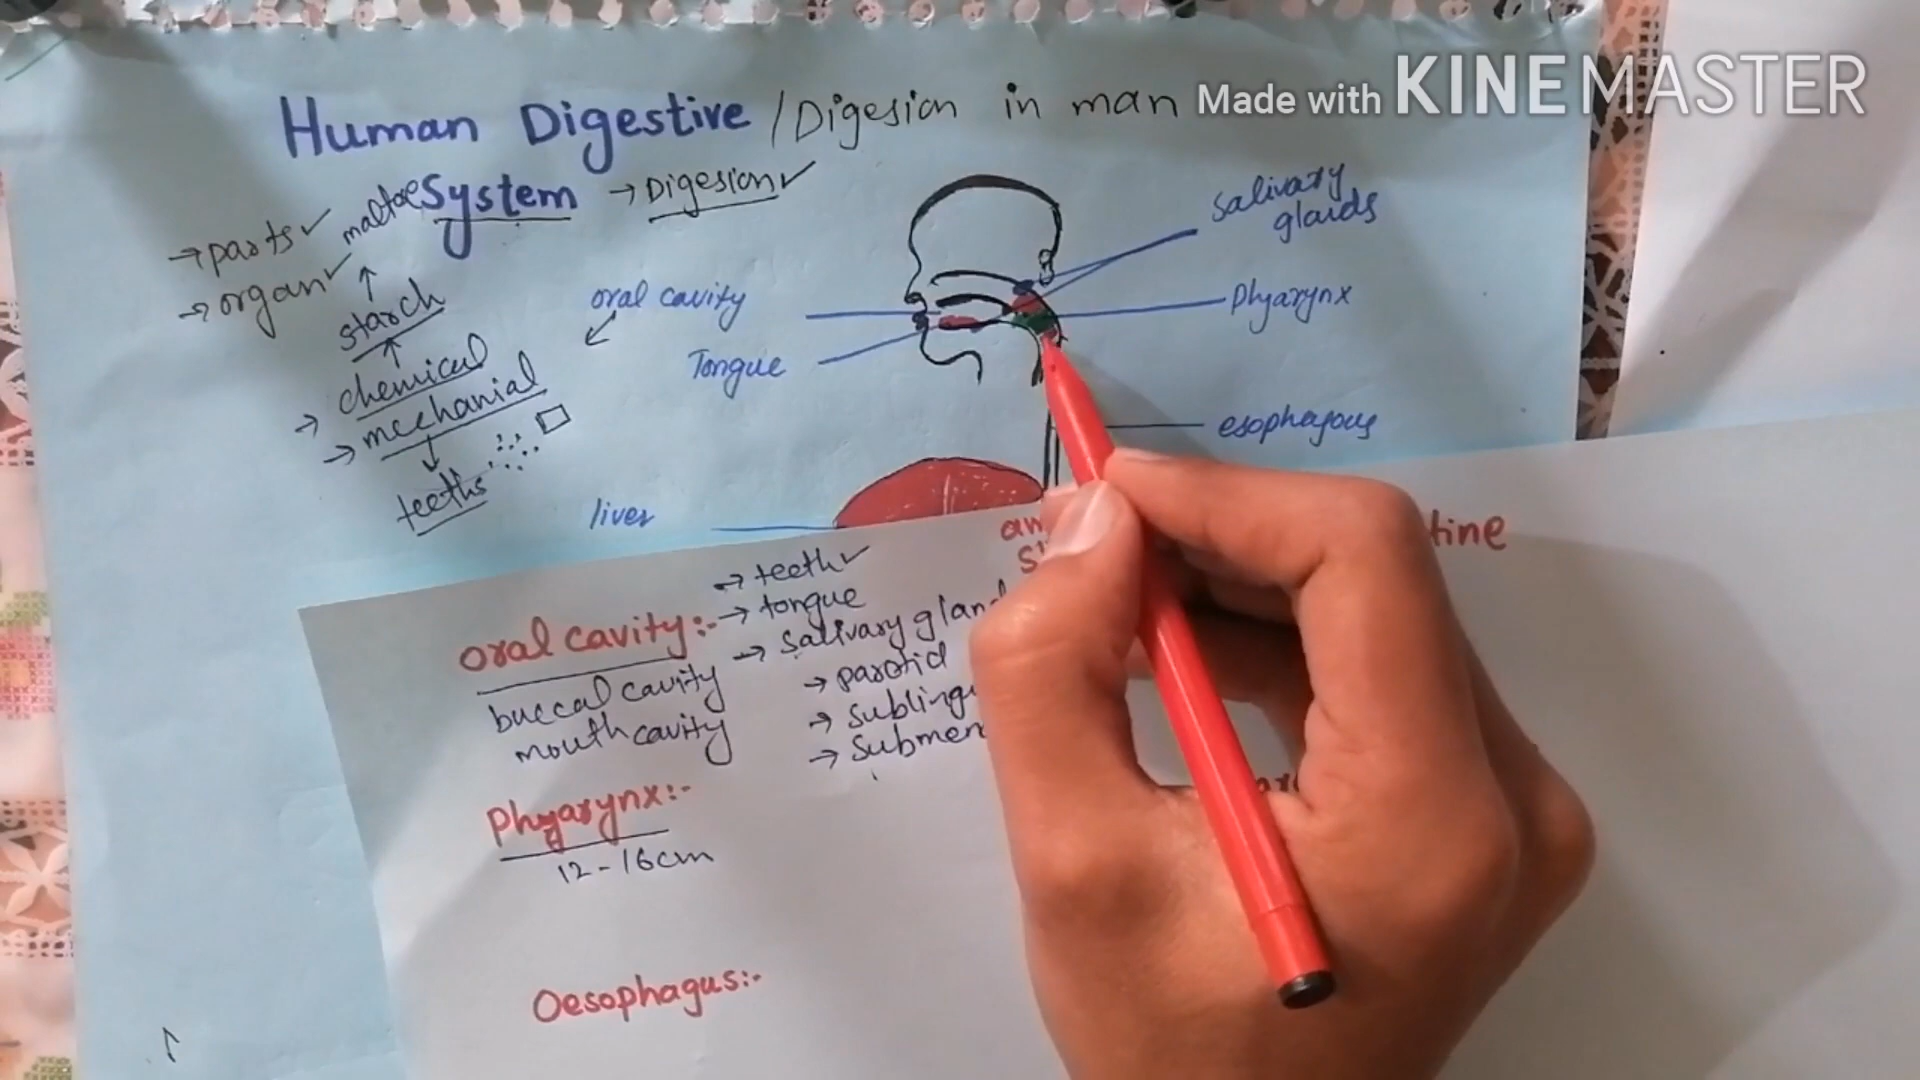 Made with KINEMASTER
Human Digestive / Digesion in man
System → Digesion ✓
→ parts ✓
→ organ ✓
maltose
starch
→ chemical
→ mechanial
teeths
oral cavity
Tongue
liver
Salivary
glands
Phyarynx
esophagous
tine
oral cavity:-
buccal cavity
mouth cavity
→ teeth ✓
→ tongue
→ salivary gland
→ parotid
→ sublingu
→ submen
Phyarynx:-
12-16cm
Oesophagus:-